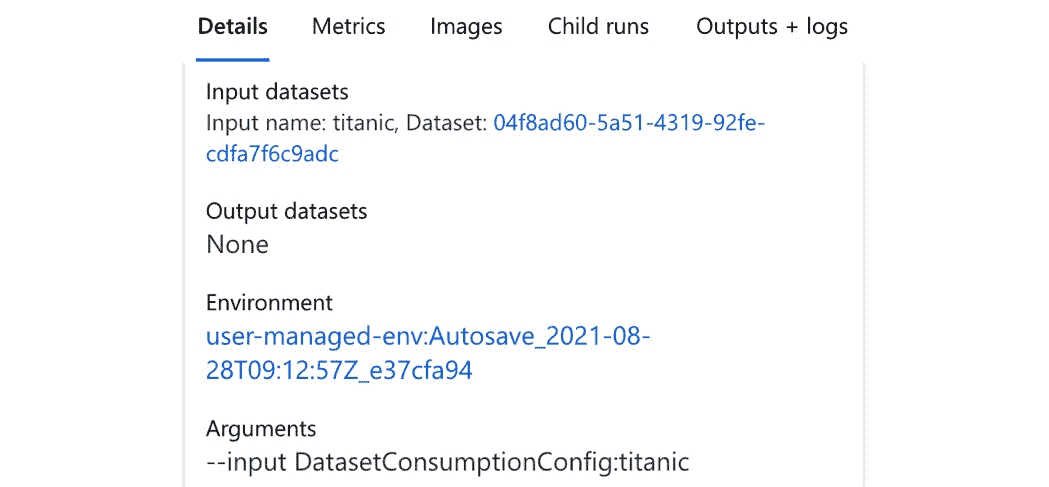 Details Metrics Images Child runs Outputs + logs
Input datasets
Input name: titanic, Dataset: 04f8ad60-5a51-4319-92fe-
cdfa7f6c9adc
Output datasets
None
Environment
user-managed-env:Autosave_2021-08-
28T09:12:57Z_e37cfa94
Arguments
--input DatasetConsumptionConfig:titanic